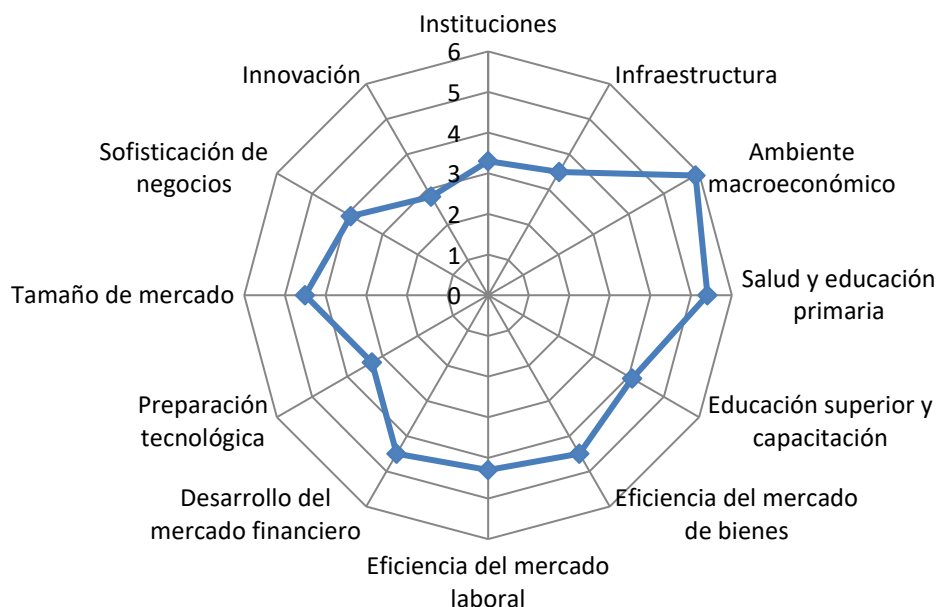 Instituciones
6
5
4
3
2
1
0
Infraestructura
Ambiente
macroeconómico
Salud y educación
primaria
Educación superior y
capacitación
Eficiencia del mercado
de bienes
Eficiencia del mercado
laboral
Desarrollo del
mercado financiero
Preparación
tecnológica
Tamaño de mercado
Sofisticación de
negocios
Innovación